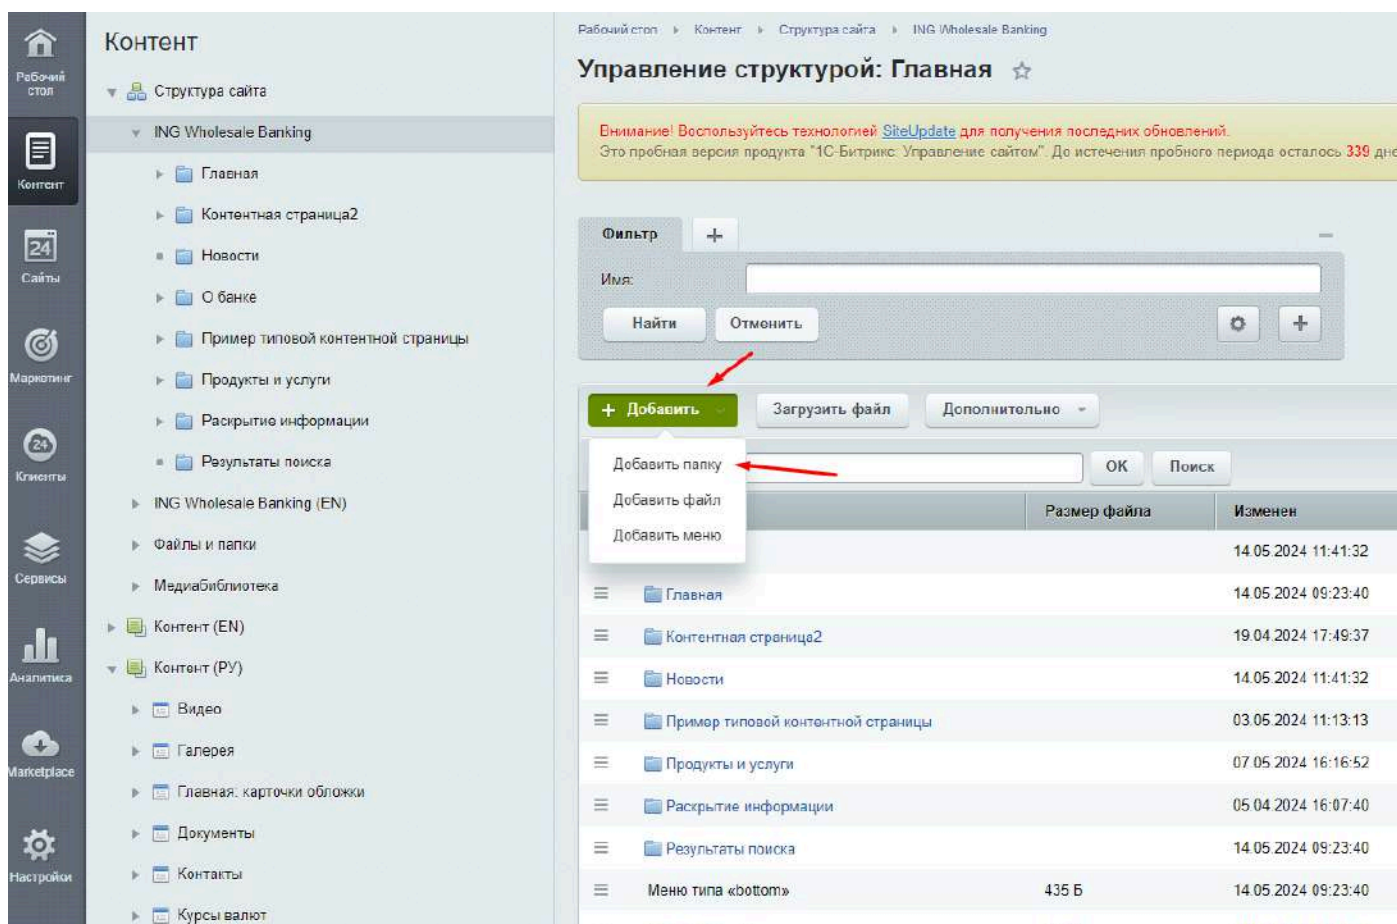 Рабочий стол
Контент
Сайты
Маркетинг
Клиенты
Сервисы
Аналитика
Marketplace
Настройки
24
24
Контент
Структура сайта
ING Wholesale Banking
Главная
Контентная страница2
Новости
О банке
Пример типовой контентной страницы
Продукты и услуги
Раскрытие информации
Результаты поиска
ING Wholesale Banking (EN)
Файлы и папки
Медиабиблиотека
Контент (EN)
Контент (РУ)
Видео
Галерея
Главная: карточки обложки
Документы
Контакты
Курсы валют
Рабочий стол Контент Структура сайта ING Wholesale Banking
Управление структурой: Главная
Внимание! Воспользуйтесь технологией SiteUpdate для получения последних обновлений.
Это пробная версия продукта "1С-Битрикс: Управление сайтом". До истечения пробного периода осталось 339 дне
Фильтр
Имя:
Найти Отменить
+ Добавить Загрузить файл Дополнительно
Добавить папку
Добавить файл
Добавить меню
ОК Поиск
Размер файла Изменен
14.05.2024 11:41:32
Главная 14.05.2024 09:23:40
Контентная страница2 19.04.2024 17:49:37
Новости 14.05.2024 11:41:32
Пример типовой контентной страницы 03.05.2024 11:13:13
Продукты и услуги 07.05.2024 16:16:52
Раскрытие информации 05.04.2024 16:07:40
Результаты поиска 14.05.2024 09:23:40
Меню типа «bottom» 435 Б 14.05.2024 09:23:40